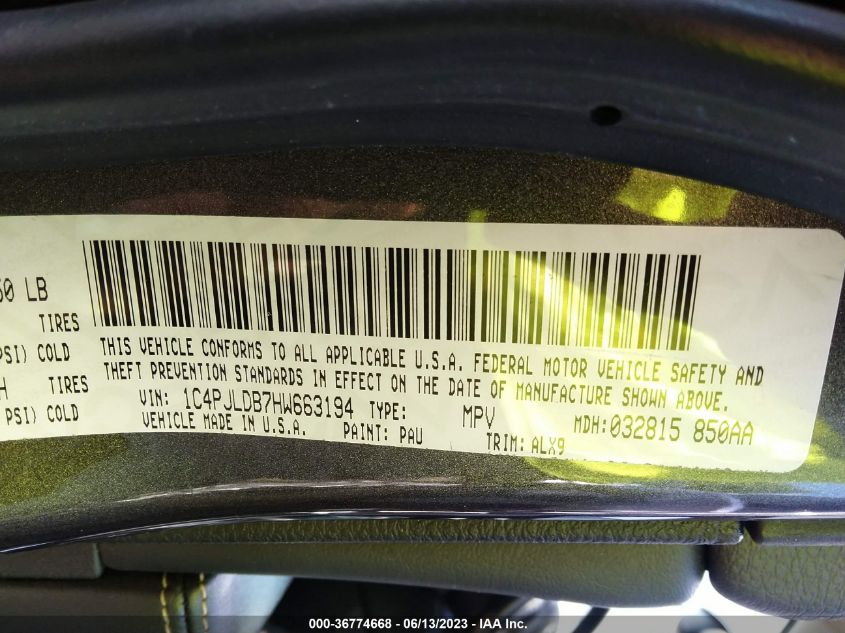 50 LB
TIRES
PSI) COLD
H TIRES
PSI) COLD
THIS VEHICLE CONFORMS TO ALL APPLICABLE U.S.A. FEDERAL MOTOR VEHICLE SAFETY AND
THEFT PREVENTION STANDARDS IN EFFECT ON THE DATE OF MANUFACTURE SHOWN ABOVE.
VIN: 1C4PJLDB7HW663194 TYPE: MPV MDH:032815 850AA
VEHICLE MADE IN U.S.A. PAINT: PAU TRIM: ALX9
000-36774668 - 06/13/2023 - IAA Inc.